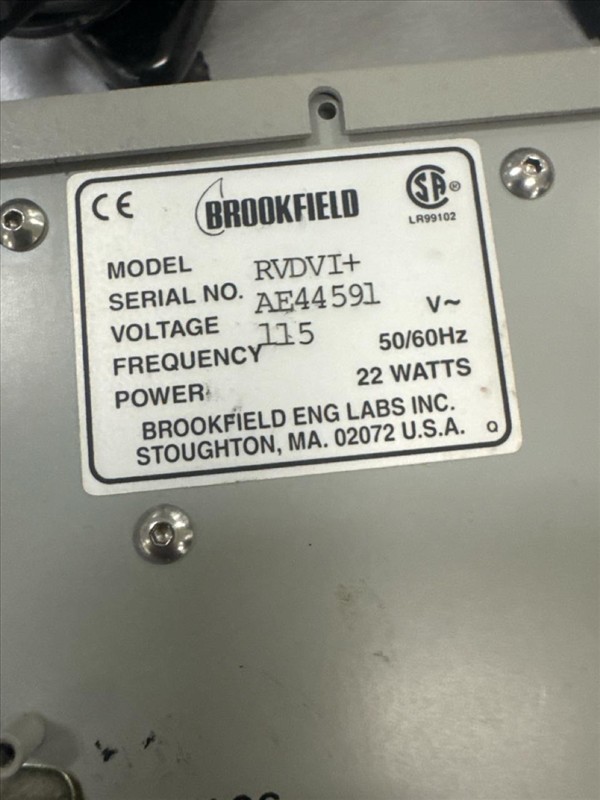 CE
BROOKFIELD
SA ®
LR99102
MODEL RVDVI+
SERIAL NO. AE44591
VOLTAGE 115 V~
FREQUENCY 50/60Hz
POWER 22 WATTS
BROOKFIELD ENG LABS INC.
STOUGHTON, MA. 02072 U.S.A. Q